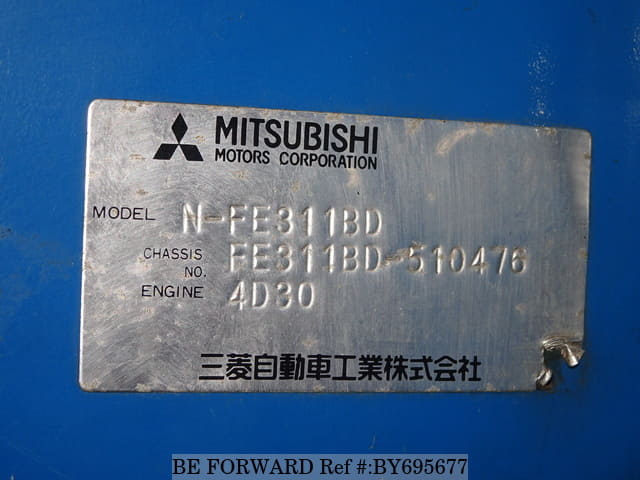 MITSUBISHI
MOTORS CORPORATION
MODEL N-FE311BD
CHASSIS NO. FE311BD-510476
ENGINE 4D30
三菱自動車工業株式会社
BE FORWARD Ref #:BY695677